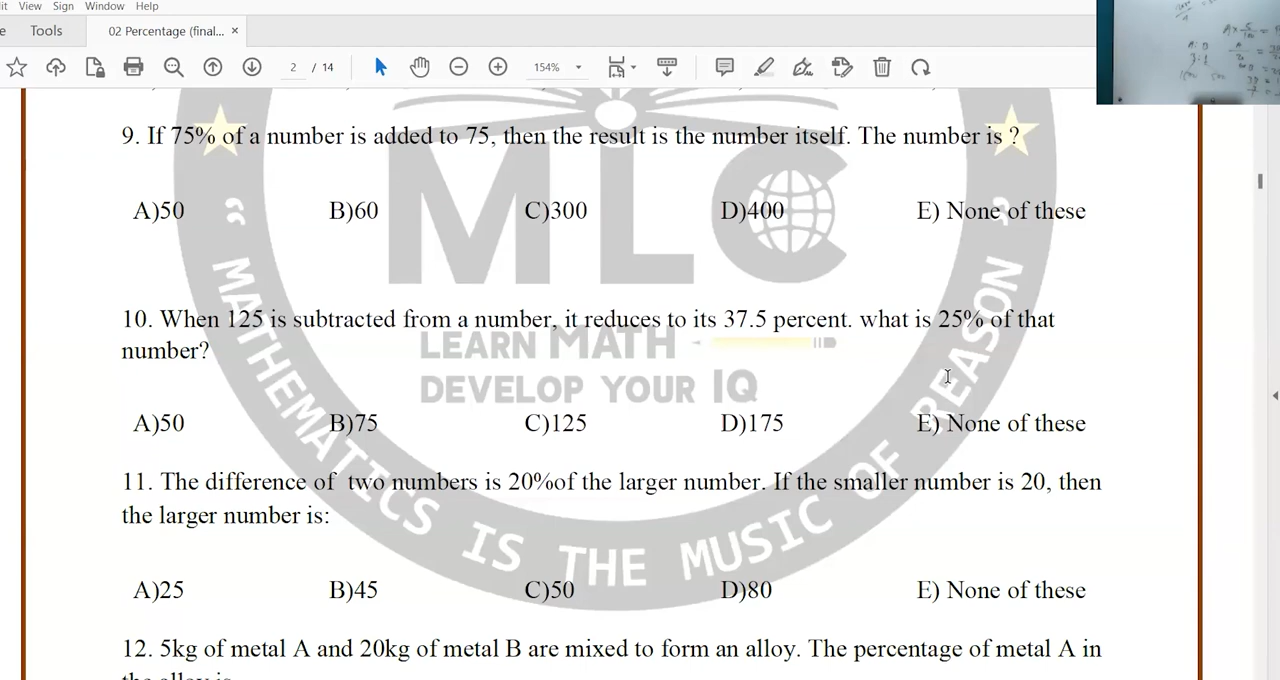 View Sign Window Help
Tools 02 Percentage (final... ×
2 / 14 154%
9. If 75% of a number is added to 75, then the result is the number itself. The number is ?
A)50 B)60 C)300 D)400 E) None of these
MLC
10. When 125 is subtracted from a number, it reduces to its 37.5 percent. what is 25% of that
number?
LEARN MATH
DEVELOP YOUR IQ
A)50 B)75 C)125 D)175 E) None of these
11. The difference of two numbers is 20%of the larger number. If the smaller number is 20, then
the larger number is:
“ MATHEMATICS IS THE MUSIC OF REASON ”
A)25 B)45 C)50 D)80 E) None of these
12. 5kg of metal A and 20kg of metal B are mixed to form an alloy. The percentage of metal A in
the alloy is